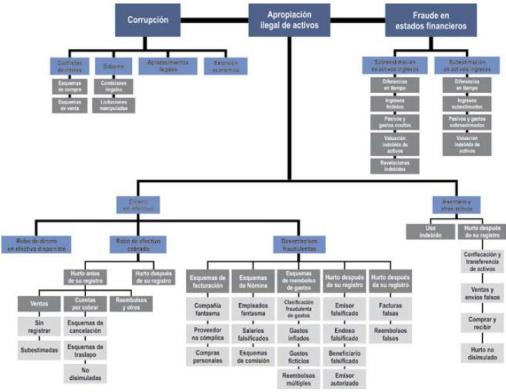 Corrupción
Apropiación
ilegal de activos
Fraude en
estados financieros
Conflictos
de interés
Soborno
Agradecimientos
ilegales
Extorsión
económica
Esquemas
de compra
Esquemas
de venta
Comisiones
ilegales
Licitaciones
manipuladas
Sobreestimación
de activos ingresos
Subestimación
de activos ingresos
Diferencias
en tiempo
Ingresos
ficticios
Pasivos y
gastos ocultos
Valuación
indebida de
activos
Revelaciones
indebidas
Diferencias
en tiempo
Ingresos
subestimados
Pasivos y gastos
sobreestimados
Valuación
indebida de
activos
Dinero
en efectivo
Inventario y
otros activos
Robo de dinero
en efectivo disponible
Robo de efectivo
cobrado
Desembolsos
fraudulentos
Uso
indebido
Hurto después
de su registro
Hurto antes
de su registro
Hurto después
de su registro
Ventas
Cuentas
por cobrar
Reembolsos
y otros
Sin
registrar
Subestimadas
Esquemas de
cancelación
Esquemas de
traslapo
No
disimuladas
Esquemas de
facturación
Esquemas
de Nómina
Esquemas
de reembolso
de gastos
Hurto después
de su registro
Hurto después
de su registro
Compañía
fantasma
Proveedor
no cómplice
Compras
personales
Empleados
fantasma
Salarios
falsificados
Esquemas
de comisión
Clasificación
fraudulenta
de gastos
Gastos
inflados
Gastos
ficticios
Reembolsos
múltiples
Emisor
falsificado
Endoso
falsificado
Beneficiario
falsificado
Emisor
autorizado
Facturas
falsas
Reembolsos
falsos
Confiscación y
transferencia
de activos
Ventas y
envíos falsos
Comprar y
recibir
Hurto no
disimulado